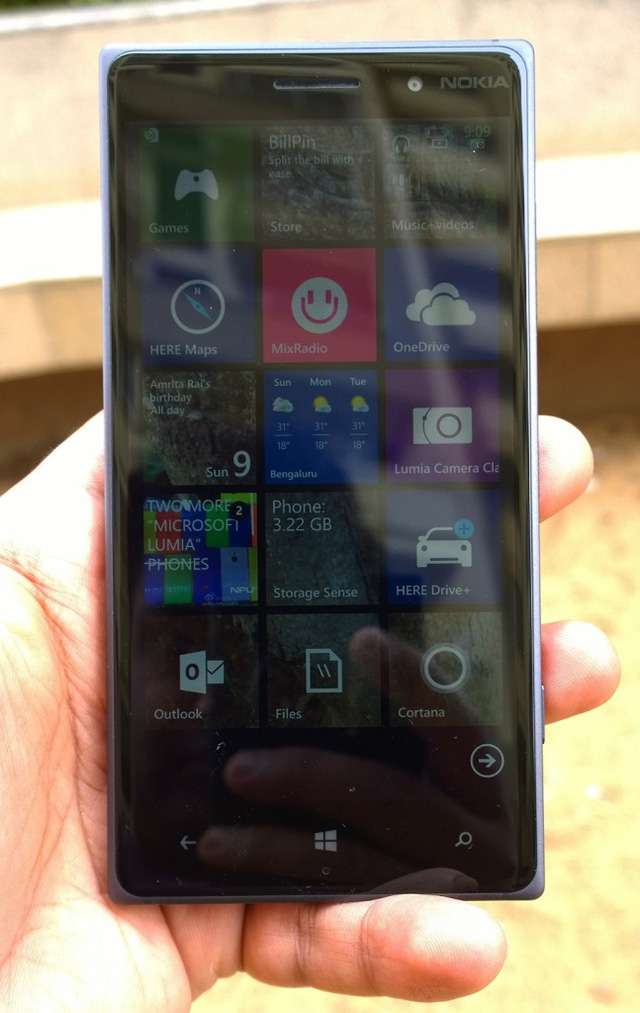 NOKIA
9:09
Games
BillPin
Split the bill with
ease.
Store
Music+videos
N
HERE Maps
MixRadio
OneDrive
Amrita Rai's
birthday
All day
Sun 9
Sun Mon Tue
31° 31° 31°
18° 18° 18°
Bengaluru
Lumia Camera Cla
TWO MORE 2
"MICROSOFT
LUMIA"
PHONES
NPU
Phone:
3.22 GB
Storage Sense
HERE Drive+
Outlook
Files
Cortana